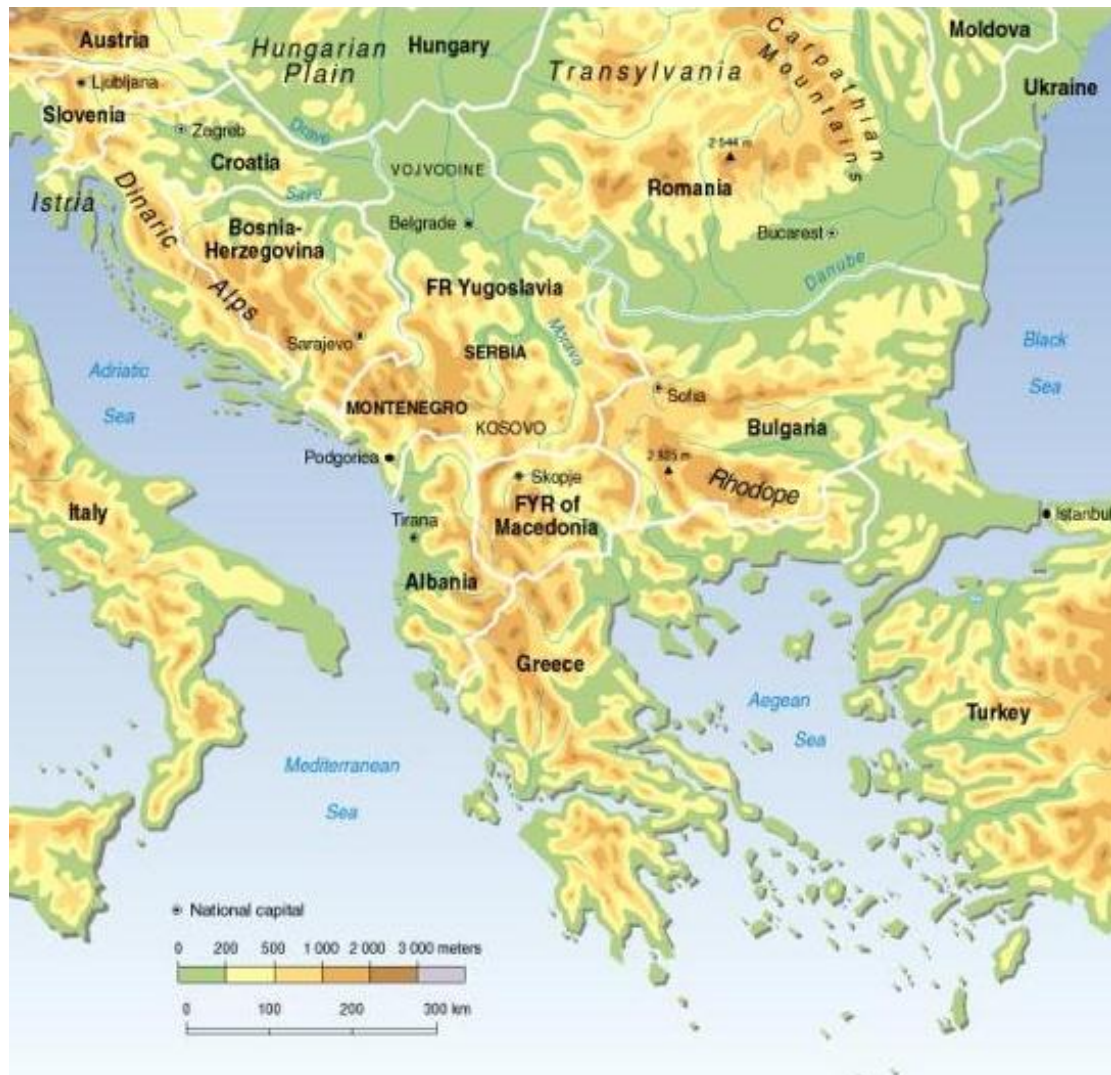 Austria
Hungarian
Plain
Hungary
Transylvania
Carpathian
Mountains
Moldova
Ukraine
Ljubljana
Slovenia
Zagreb
Croatia
Drave
VOJVODINE
2 544 m
Romania
Istria
Dinaric
Alps
Save
Bosnia-
Herzegovina
Belgrade
Bucarest
Danube
FR Yugoslavia
Sarajevo
SERBIA
Morava
Adriatic
Sea
Black
Sea
Sofia
MONTENEGRO
KOSOVO
Bulgaria
Podgorica
Skopje
Rhodope
Italy
FYR of
Macedonia
Tirana
Istanbul
Albania
Greece
Aegean
Sea
Turkey
Mediterranean
Sea
National capital
0 200 500 1 000 2 000 3 000 meters
0 100 200 300 km